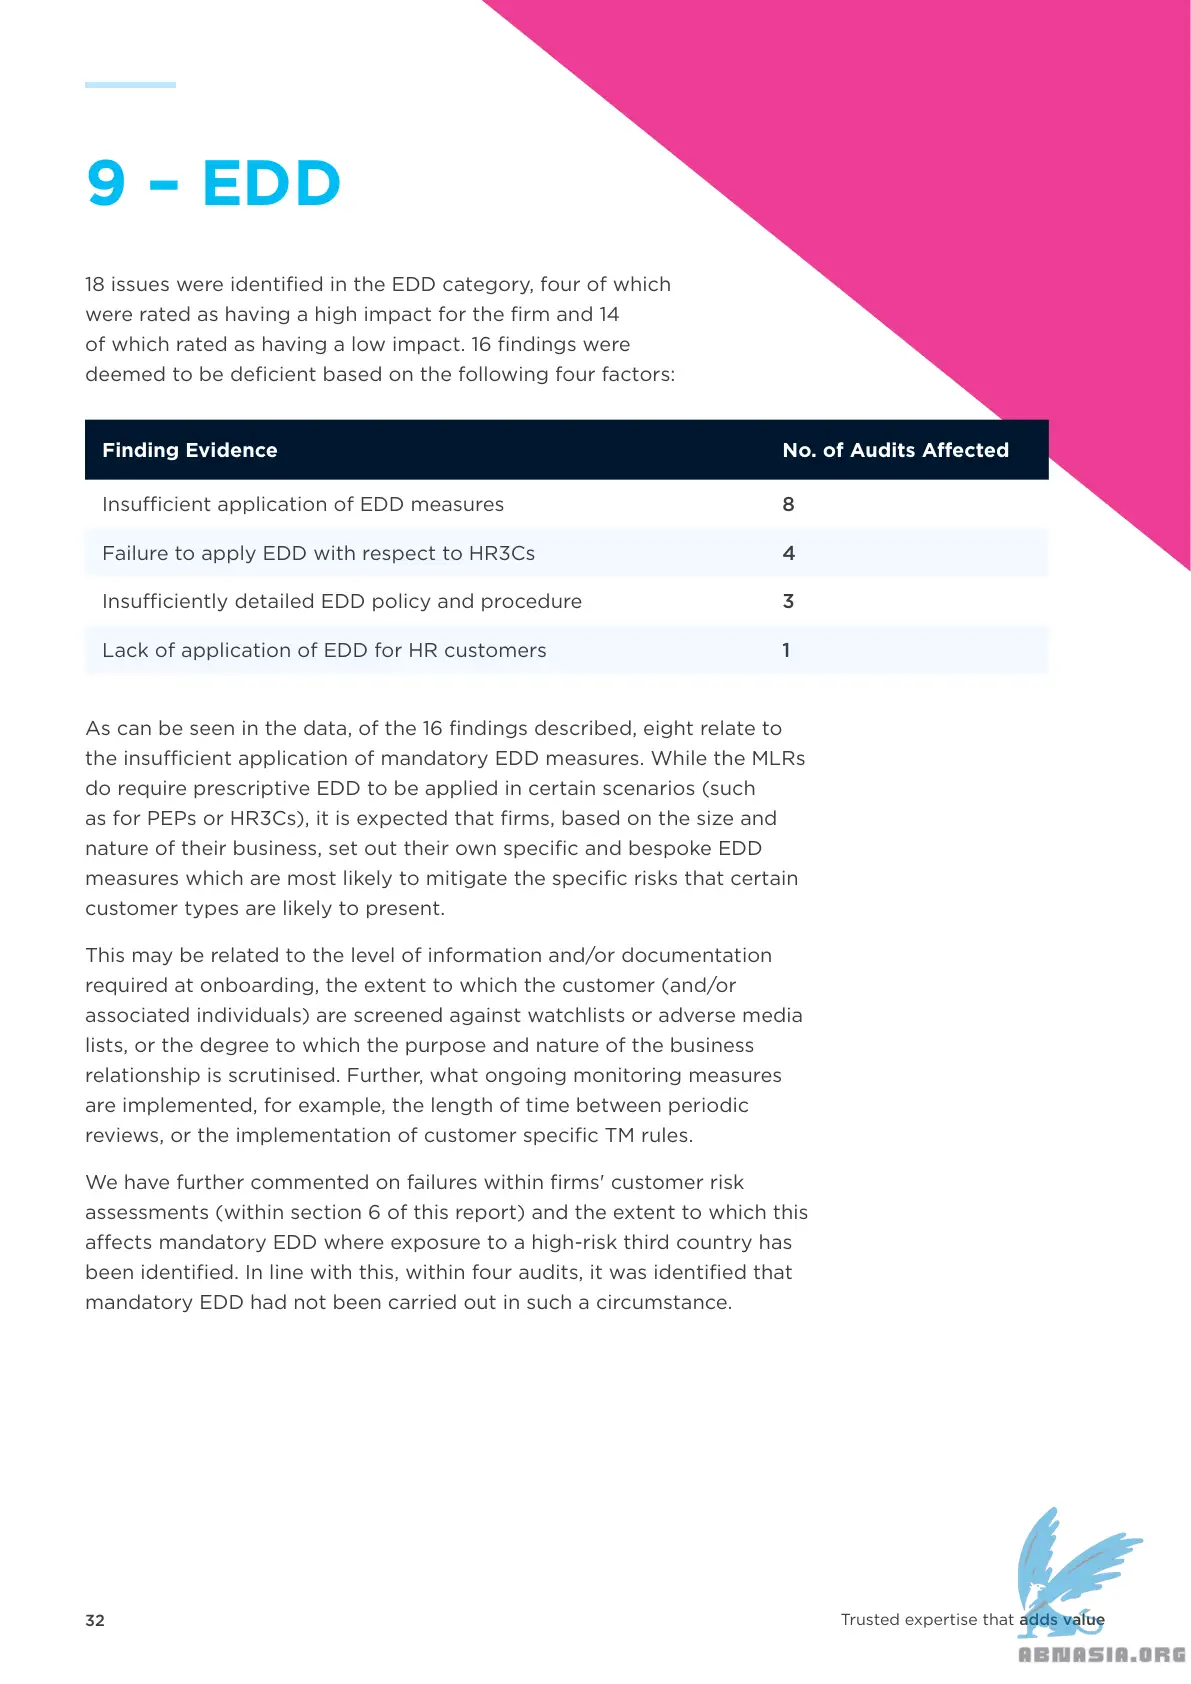 9 – EDD
18 issues were identified in the EDD category, four of which
were rated as having a high impact for the firm and 14
of which rated as having a low impact. 16 findings were
deemed to be deficient based on the following four factors:
Finding Evidence No. of Audits Affected
Insufficient application of EDD measures 8
Failure to apply EDD with respect to HR3Cs 4
Insufficiently detailed EDD policy and procedure 3
Lack of application of EDD for HR customers 1
As can be seen in the data, of the 16 findings described, eight relate to
the insufficient application of mandatory EDD measures. While the MLRs
do require prescriptive EDD to be applied in certain scenarios (such
as for PEPs or HR3Cs), it is expected that firms, based on the size and
nature of their business, set out their own specific and bespoke EDD
measures which are most likely to mitigate the specific risks that certain
customer types are likely to present.
This may be related to the level of information and/or documentation
required at onboarding, the extent to which the customer (and/or
associated individuals) are screened against watchlists or adverse media
lists, or the degree to which the purpose and nature of the business
relationship is scrutinised. Further, what ongoing monitoring measures
are implemented, for example, the length of time between periodic
reviews, or the implementation of customer specific TM rules.
We have further commented on failures within firms' customer risk
assessments (within section 6 of this report) and the extent to which this
affects mandatory EDD where exposure to a high-risk third country has
been identified. In line with this, within four audits, it was identified that
mandatory EDD had not been carried out in such a circumstance.
32 Trusted expertise that adds value
ABNASIA.ORG